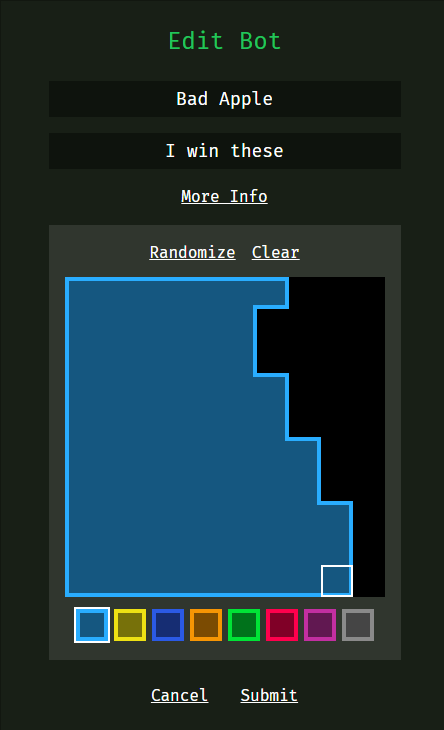 Edit Bot
Bad Apple
I win these
More Info
Randomize Clear
Cancel Submit